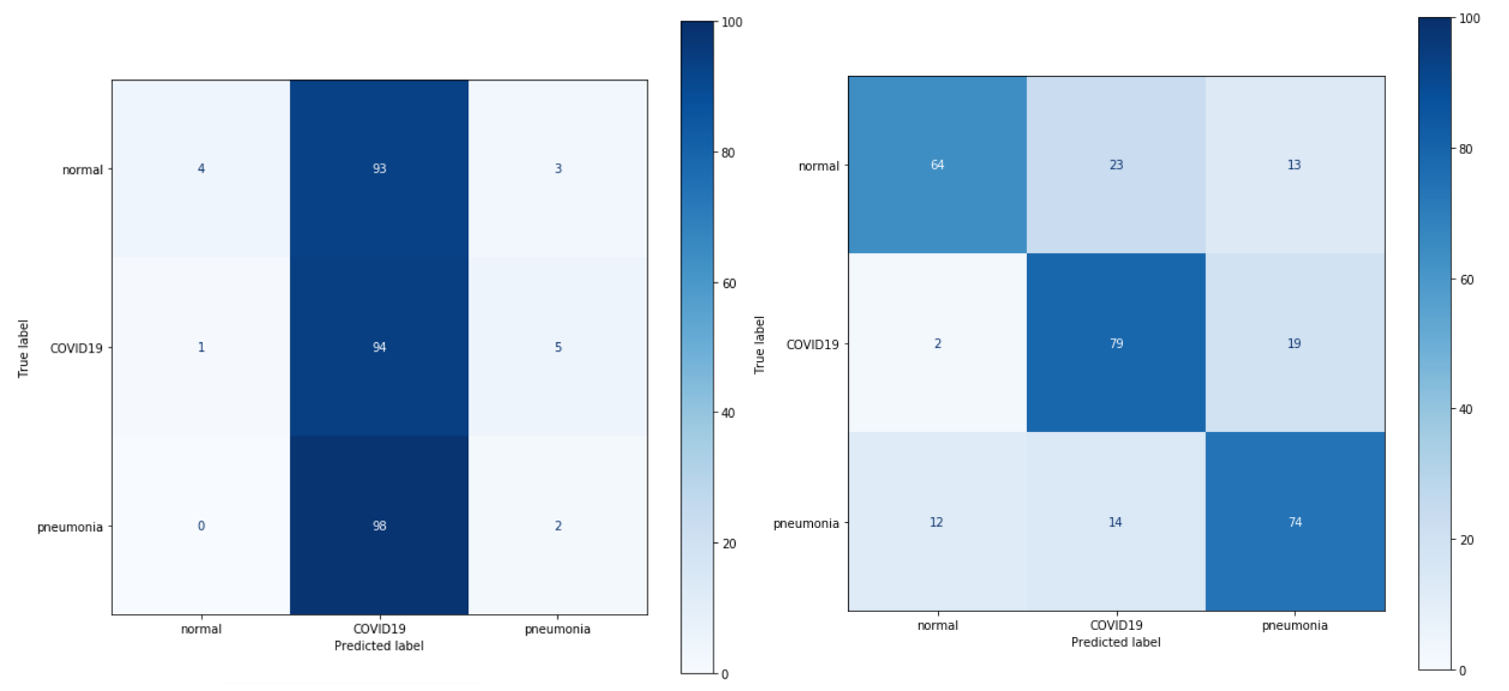 100
80
60
40
20
0
True label
normal
COVID19
pneumonia
4 93 3
1 94 5
0 98 2
normal COVID19 pneumonia
Predicted label
100
80
60
40
20
0
True label
normal
COVID19
pneumonia
64 23 13
2 79 19
12 14 74
normal COVID19 pneumonia
Predicted label